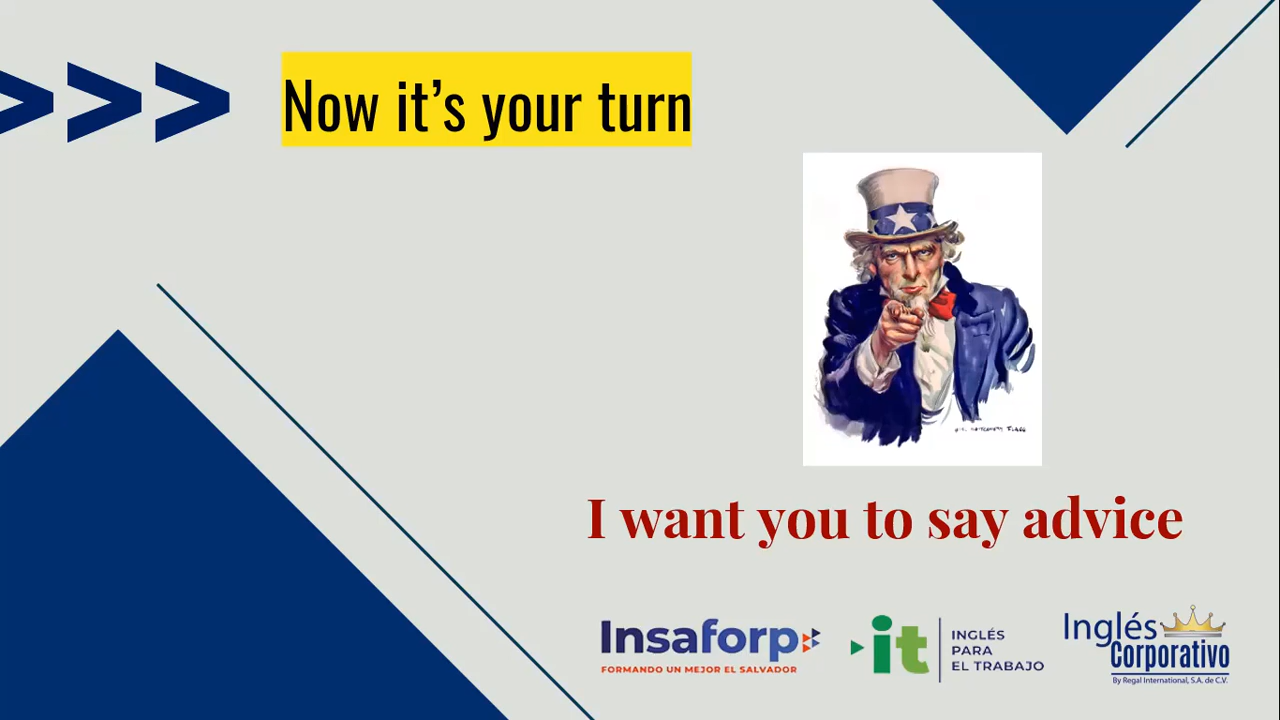 >>> Now it’s your turn
I want you to say advice
Insaforp
FORMANDO UN MEJOR EL SALVADOR
it
INGLÉS
PARA
EL TRABAJO
Inglés
Corporativo
By Regal International, S.A. de C.V.